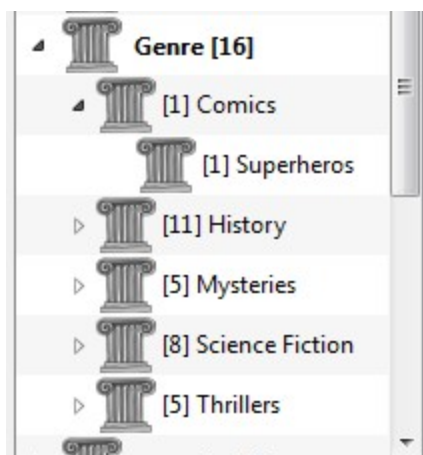 Genre [16]
[1] Comics
[1] Superheros
[11] History
[5] Mysteries
[8] Science Fiction
[5] Thrillers